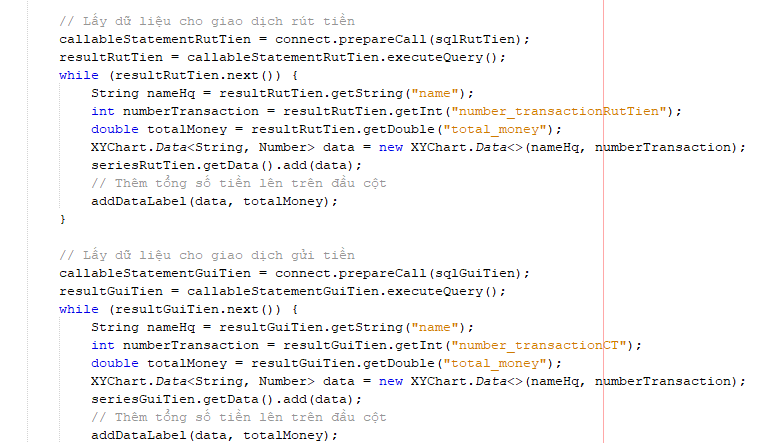 // Lấy dữ liệu cho giao dịch rút tiền
callableStatementRutTien = connect.prepareCall(sqlRutTien);
resultRutTien = callableStatementRutTien.executeQuery();
while (resultRutTien.next()) {
String nameHq = resultRutTien.getString("name");
int numberTransaction = resultRutTien.getInt("number_transactionRutTien");
double totalMoney = resultRutTien.getDouble("total_money");
XYChart.Data<String, Number> data = new XYChart.Data<>(nameHq, numberTransaction);
seriesRutTien.getData().add(data);
// Thêm tổng số tiền lên trên đầu cột
addDataLabel(data, totalMoney);
}
// Lấy dữ liệu cho giao dịch gửi tiền
callableStatementGuiTien = connect.prepareCall(sqlGuiTien);
resultGuiTien = callableStatementGuiTien.executeQuery();
while (resultGuiTien.next()) {
String nameHq = resultGuiTien.getString("name");
int numberTransaction = resultGuiTien.getInt("number_transactionCT");
double totalMoney = resultGuiTien.getDouble("total_money");
XYChart.Data<String, Number> data = new XYChart.Data<>(nameHq, numberTransaction);
seriesGuiTien.getData().add(data);
// Thêm tổng số tiền lên trên đầu cột
addDataLabel(data, totalMoney);